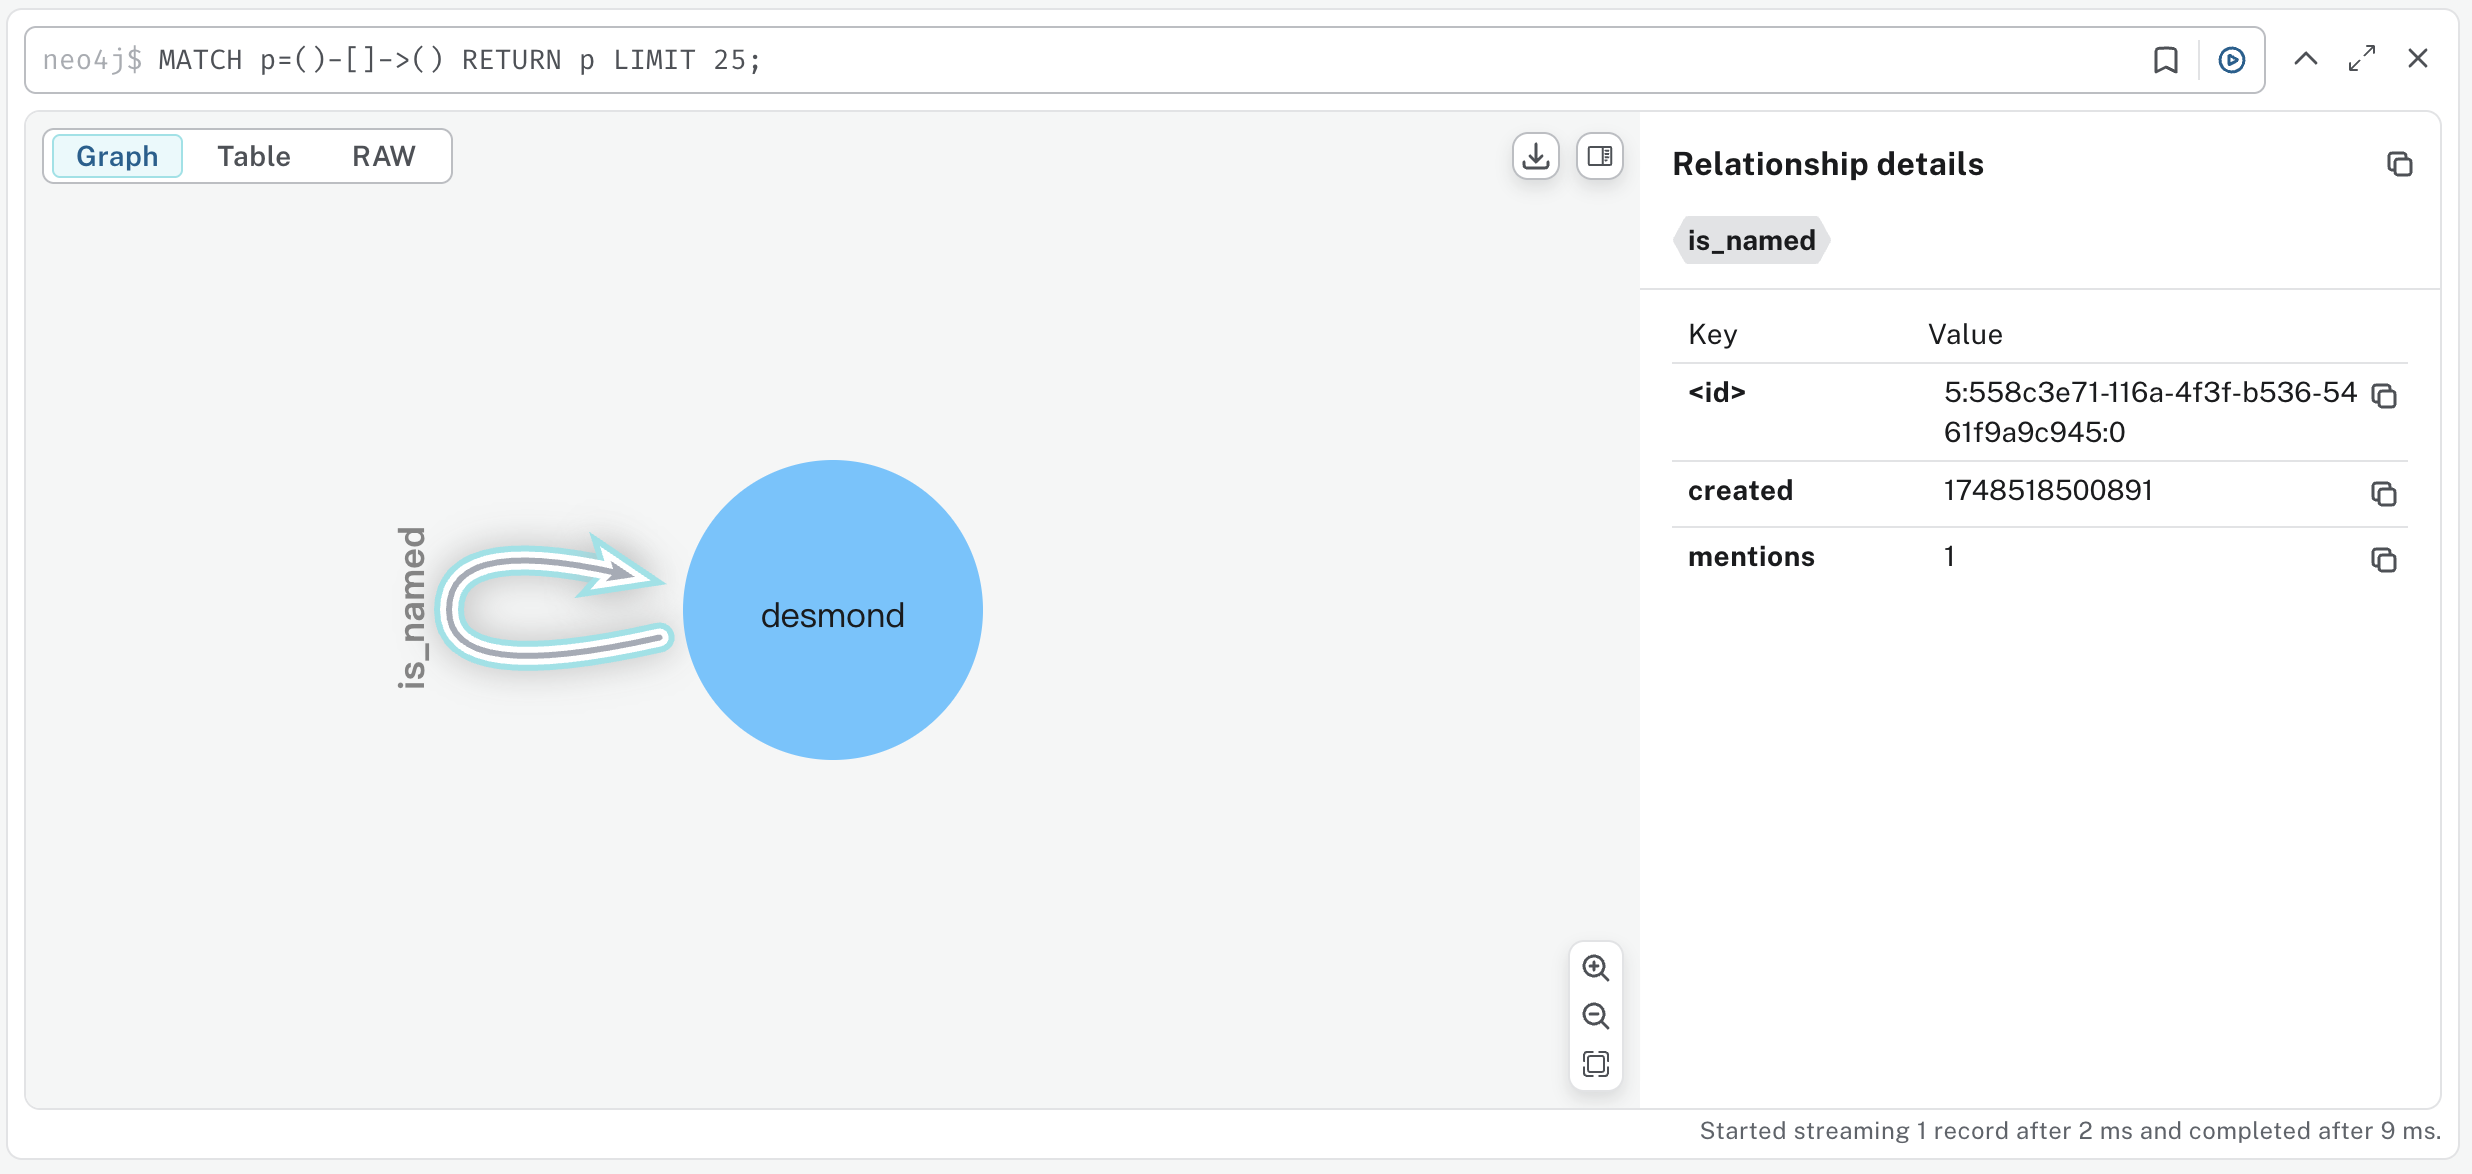 neo4j$ MATCH p=()-[]->() RETURN p LIMIT 25;
Graph Table RAW
is_named
desmond
Relationship details
is_named
Key Value
<id> 5:558c3e71-116a-4f3f-b536-54
61f9a9c945:0
created 1748518500891
mentions 1
Started streaming 1 record after 2 ms and completed after 9 ms.